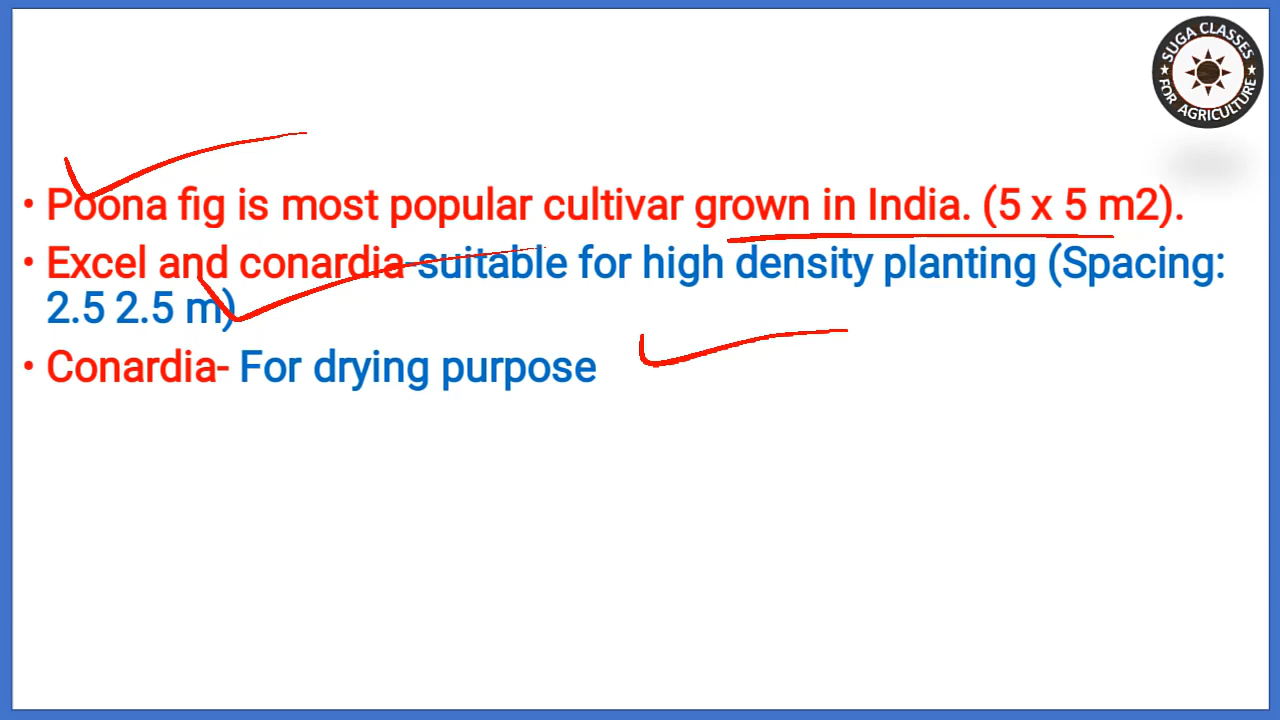 SUGA CLASSES
FOR AGRICULTURE
• Poona fig is most popular cultivar grown in India. (5 x 5 m2).
• Excel and conardia-suitable for high density planting (Spacing:
2.5 2.5 m)
• Conardia- For drying purpose